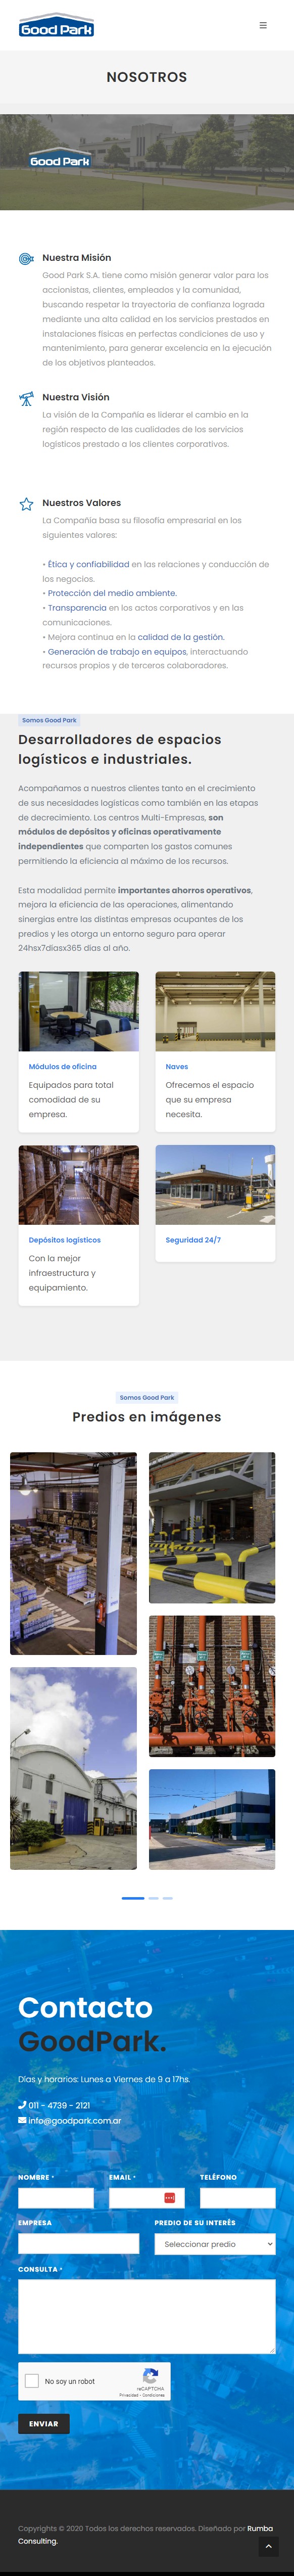 Good Park
NOSOTROS
Good Park
Nuestra Misión
Good Park S.A. tiene como misión generar valor para los
accionistas, clientes, empleados y la comunidad,
buscando respetar la trayectoria de confianza lograda
mediante una alta calidad en los servicios prestados en
instalaciones físicas en perfectas condiciones de uso y
mantenimiento, para generar excelencia en la ejecución
de los objetivos planteados.
Nuestra Visión
La visión de la Compañía es liderar el cambio en la
región respecto de las cualidades de los servicios
logísticos prestado a los clientes corporativos.
Nuestros Valores
La Compañía basa su filosofía empresarial en los
siguientes valores:
• Ética y confiabilidad en las relaciones y conducción de
los negocios.
• Protección del medio ambiente.
• Transparencia en los actos corporativos y en las
comunicaciones.
• Mejora continua en la calidad de la gestión.
• Generación de trabajo en equipos, interactuando
recursos propios y de terceros colaboradores.
Somos Good Park
Desarrolladores de espacios
logísticos e industriales.
Acompañamos a nuestros clientes tanto en el crecimiento
de sus necesidades logísticas como también en las etapas
de decrecimiento. Los centros Multi-Empresas, son
módulos de depósitos y oficinas operativamente
independientes que comparten los gastos comunes
permitiendo la eficiencia al máximo de los recursos.
Esta modalidad permite importantes ahorros operativos,
mejora la eficiencia de las operaciones, alimentando
sinergias entre las distintas empresas ocupantes de los
predios y les otorga un entorno seguro para operar
24hsx7diasx365 días al año.
Módulos de oficina
Equipados para total
comodidad de su
empresa.
Naves
Ofrecemos el espacio
que su empresa
necesita.
Depósitos logísticos
Con la mejor
infraestructura y
equipamiento.
Seguridad 24/7
Somos Good Park
Predios en imágenes
Contacto
GoodPark.
Días y horarios: Lunes a Viernes de 9 a 17hs.
011 - 4739 - 2121
info@goodpark.com.ar
NOMBRE *
EMAIL *
TELÉFONO
EMPRESA
PREDIO DE SU INTERÉS
Seleccionar predio
CONSULTA *
No soy un robot
reCAPTCHA
Privacidad - Condiciones
ENVIAR
Copyrights © 2020 Todos los derechos reservados. Diseñado por Rumba
Consulting.